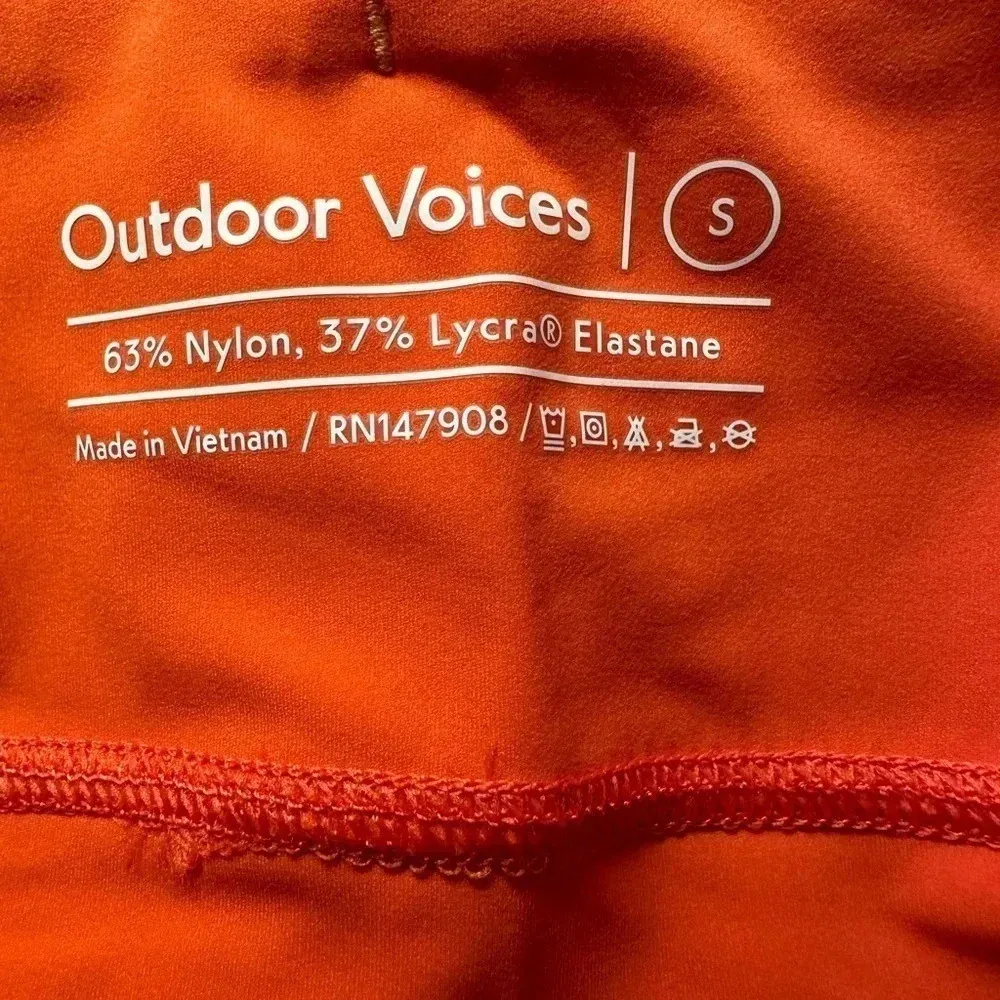 Outdoor Voices | S
63% Nylon, 37% Lycra® Elastane
Made in Vietnam / RN147908 /